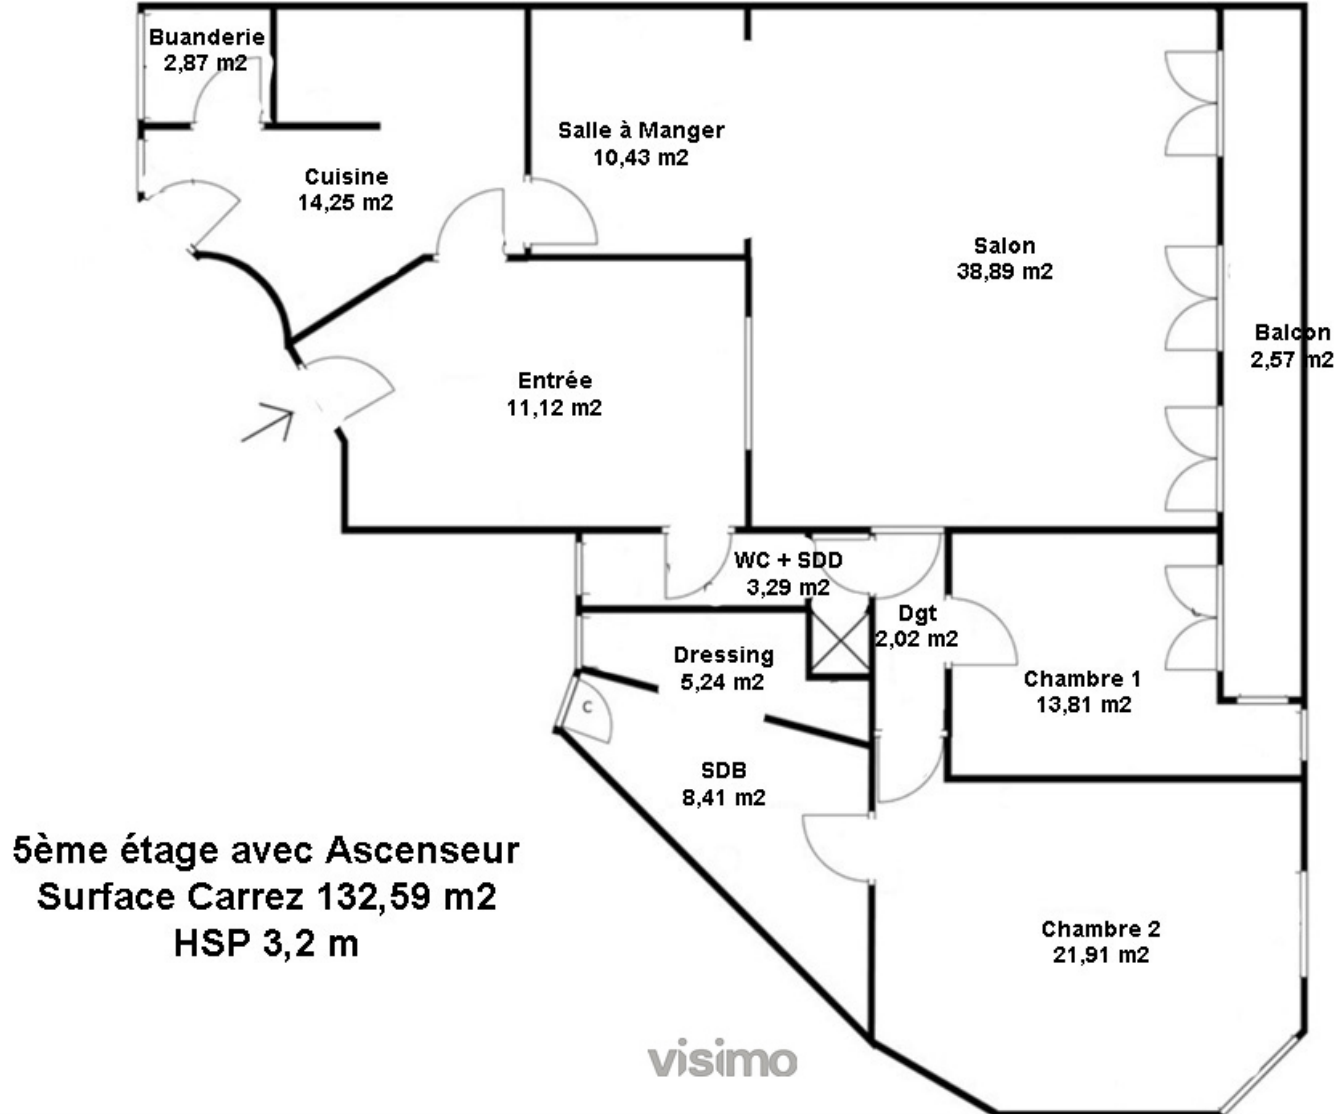 Buanderie
2,87 m2
Salle à Manger
10,43 m2
Cuisine
14,25 m2
Salon
38,89 m2
Balcon
2,57 m2
Entrée
11,12 m2
WC + SDD
3,29 m2
Dgt
2,02 m2
Dressing
5,24 m2
Chambre 1
13,81 m2
C
SDB
8,41 m2
5ème étage avec Ascenseur
Surface Carrez 132,59 m2
HSP 3,2 m
Chambre 2
21,91 m2
visimo